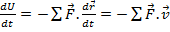 dU/dt = −∑F⃗.dr⃗/dt = −∑F⃗.v⃗